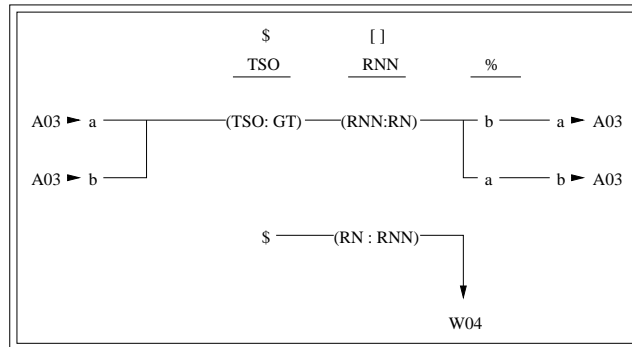 $ [ ]
TSO RNN %
A03 a (TSO: GT) (RNN:RN) b a A03
A03 b a b A03
$ (RN : RNN)
W04